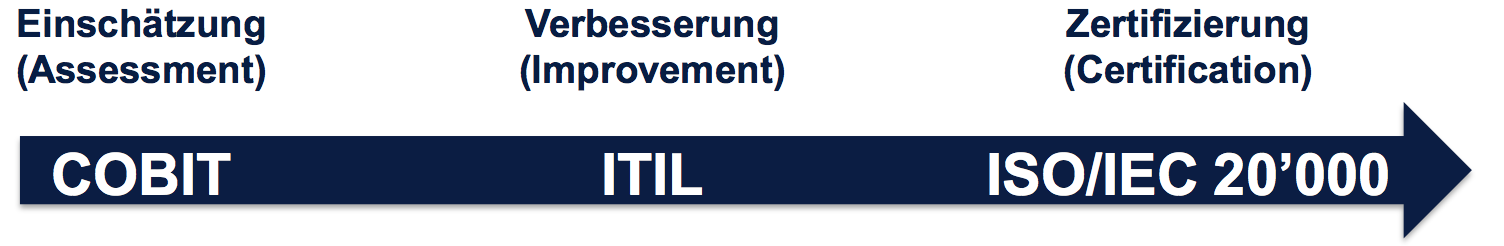 Einschätzung
(Assessment)
Verbesserung
(Improvement)
Zertifizierung
(Certification)
COBIT
ITIL
ISO/IEC 20’000